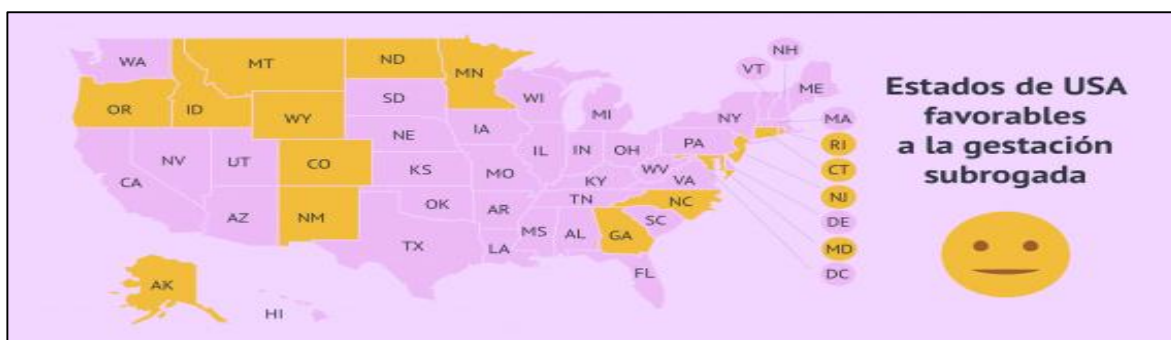 Estados de USA
favorables
a la gestación
subrogada
WA
MT
ND
MN
OR
ID
WY
SD
WI
MI
NY
VT
NH
ME
MA
RI
CT
NJ
DE
MD
DC
NV
UT
CO
NE
IA
IL
IN
OH
PA
CA
KS
MO
KY
WV
VA
AZ
NM
OK
AR
TN
NC
SC
TX
LA
MS
AL
GA
FL
AK
HI